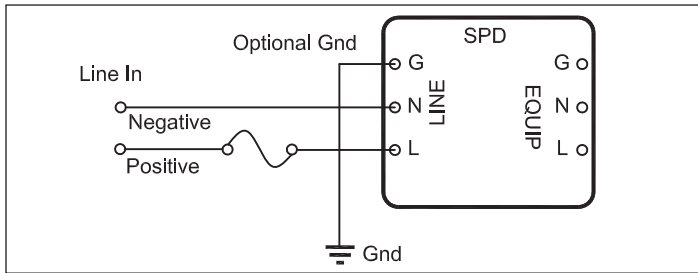 SPD
Optional Gnd
G
G
Line In
LINE
EQUIP
N
N
Negative
L
L
Positive
Gnd